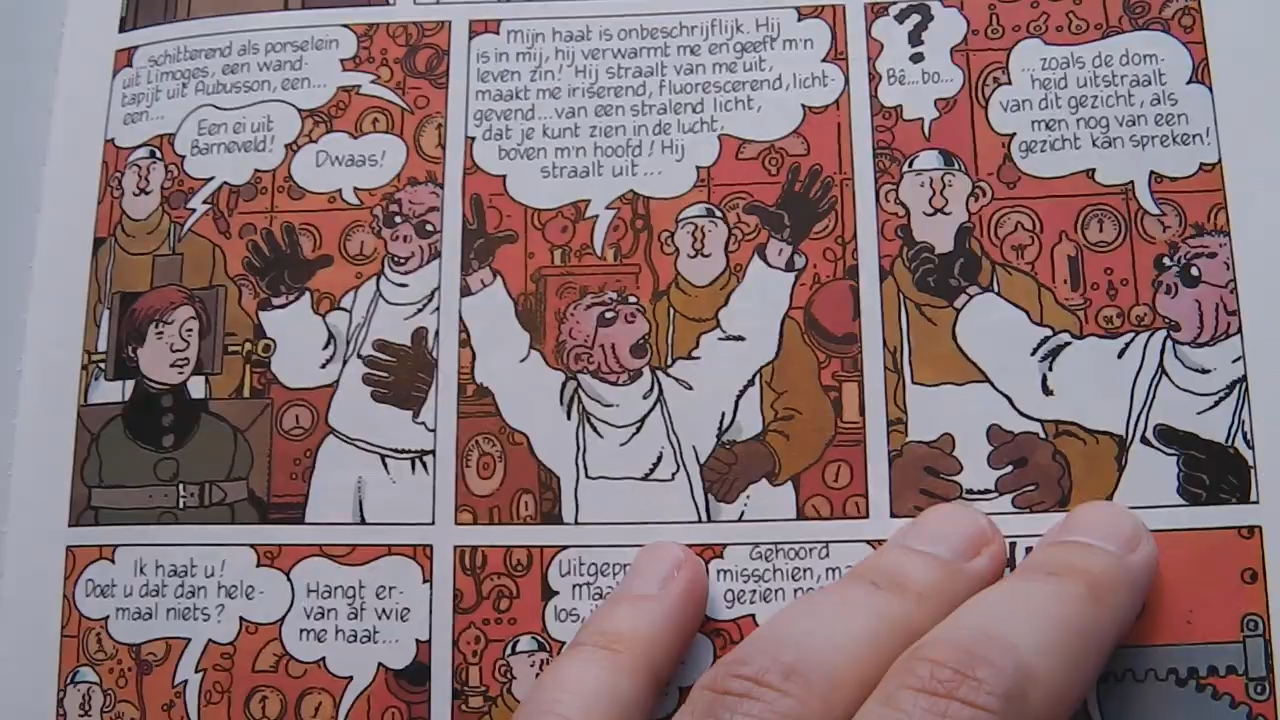 schitterend als porselein
uit Limoges, een wand-
tapijt uit Aubusson, een...
een...
Een ei uit
Barneveld!
Dwaas!
Mijn haat is onbeschrijflijk. Hij
is in mij, hij verwarmt me en geeft m'n
leven zin! Hij straalt van me uit,
maakt me iriserend, fluorescerend, licht-
gevend... van een stralend licht,
dat je kunt zien in de lucht,
boven m'n hoofd! Hij
straalt uit...
?
Bê...bo...
...zoals de dom-
heid uitstraalt
van dit gezicht, als
men nog van een
gezicht kan spreken!
Ik haat u!
Doet u dat dan hele-
maal niets?
Hangt er-
van af wie
me haat...
los,
Gehoord
misschien,
gezien